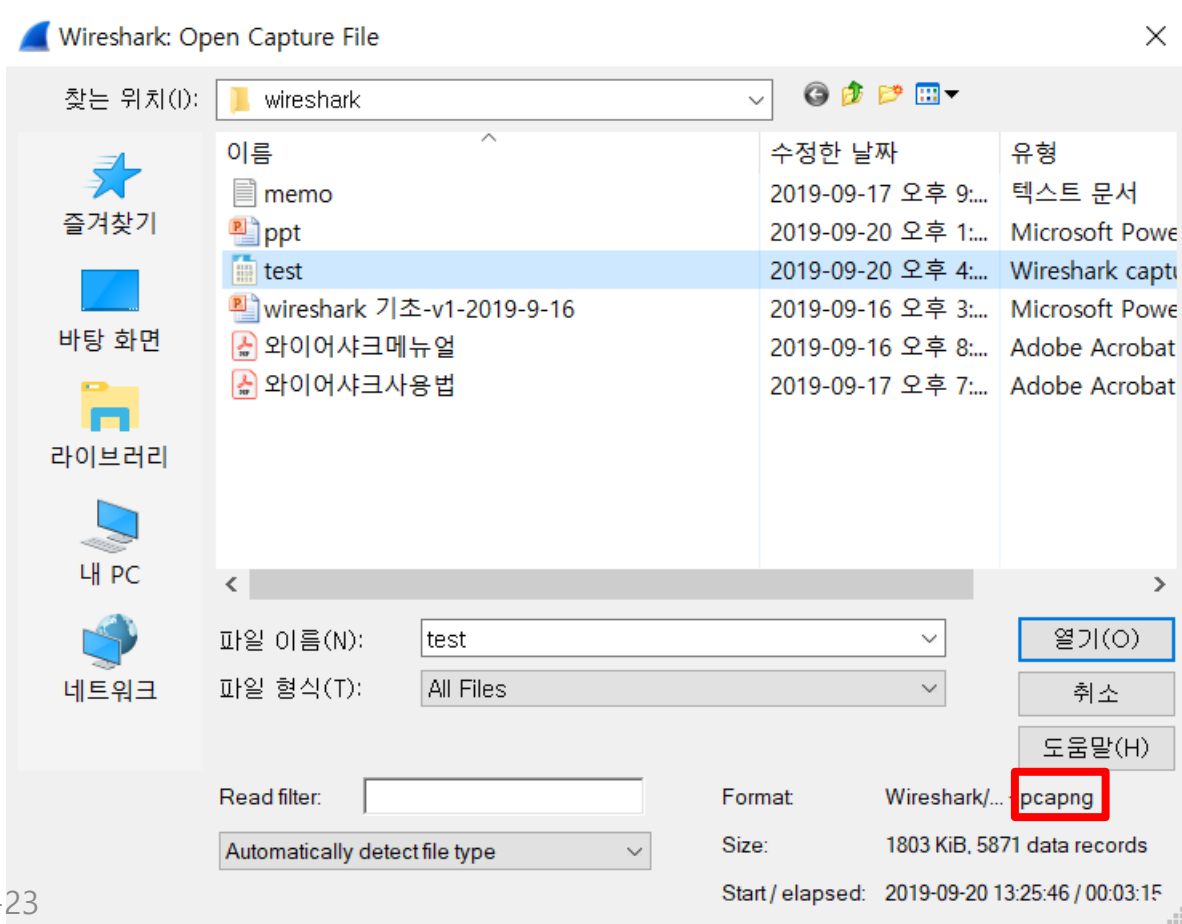 Wireshark: Open Capture File
찾는 위치(I): wireshark
이름 수정한 날짜 유형
memo 2019-09-17 오후 9:... 텍스트 문서
ppt 2019-09-20 오후 1:... Microsoft Powe
test 2019-09-20 오후 4:... Wireshark captu
wireshark 기초-v1-2019-9-16 2019-09-16 오후 3:... Microsoft Powe
와이어샤크메뉴얼 2019-09-16 오후 8:... Adobe Acrobat
와이어샤크사용법 2019-09-17 오후 7:... Adobe Acrobat
즐겨찾기
바탕 화면
라이브러리
내 PC
네트워크
파일 이름(N): test 열기(O)
파일 형식(T): All Files 취소
도움말(H)
Read filter: Format: Wireshark/... - pcapng
Automatically detect file type Size: 1803 KiB, 5871 data records
Start / elapsed: 2019-09-20 13:25:46 / 00:03:15
-23